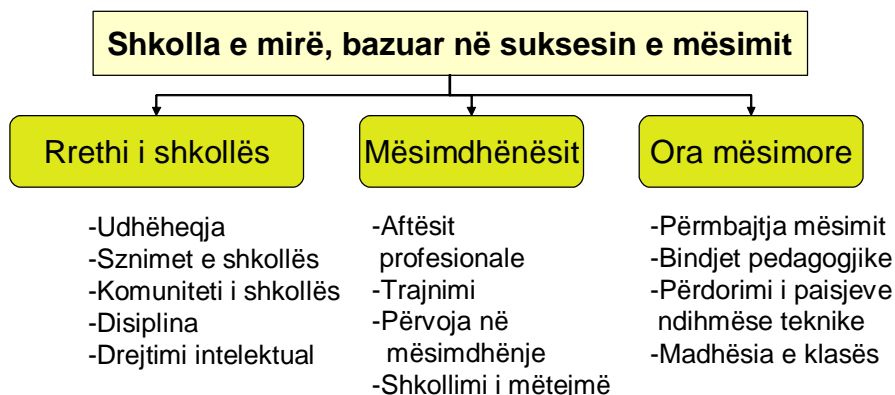 Shkolla e mirë, bazuar në suksesin e mësimit
Rrethi i shkollës
-Udhëheqja
-Sznimet e shkollës
-Komuniteti i shkollës
-Disiplina
-Drejtimi intelektual
Mësimdhënësit
-Aftësit
profesionale
-Trajnimi
-Përvoja në
mësimdhënje
-Shkollimi i mëtejmë
Ora mësimore
-Përmbajtja mësimit
-Bindjet pedagogjike
-Përdorimi i paisjeve
ndihmëse teknike
-Madhësia e klasës